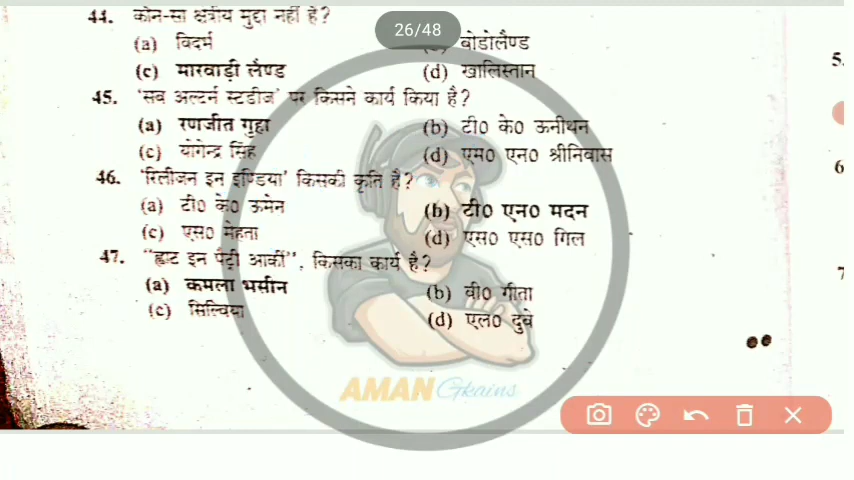 26/48
44. कौन-सा क्षेत्रीय मुद्दा नहीं है?
(a) विदर्भ बोडोलैण्ड
(c) मारवाड़ी लैण्ड (d) खालिस्तान
45. 'सब अल्टर्न स्टडीज' पर किसने कार्य किया है?
(a) रणजीत गुहा (b) टी० के० ऊनीथन
(c) योगेन्द्र सिंह (d) एम० एन० श्रीनिवास
46. 'रिलीजन इन इण्डिया' किसकी कृति है?
(a) टी० के० ऊमेन (b) टी० एन० मदन
(c) एस० मेहता (d) एस० एस० गिल
47. "ह्वाट इन पैट्री आर्की", किसका कार्य है?
(a) कमला भसीन (b) वी० गीता
(c) सिल्विया (d) एल० दुबे
AMAN Gkains
5.
6
7